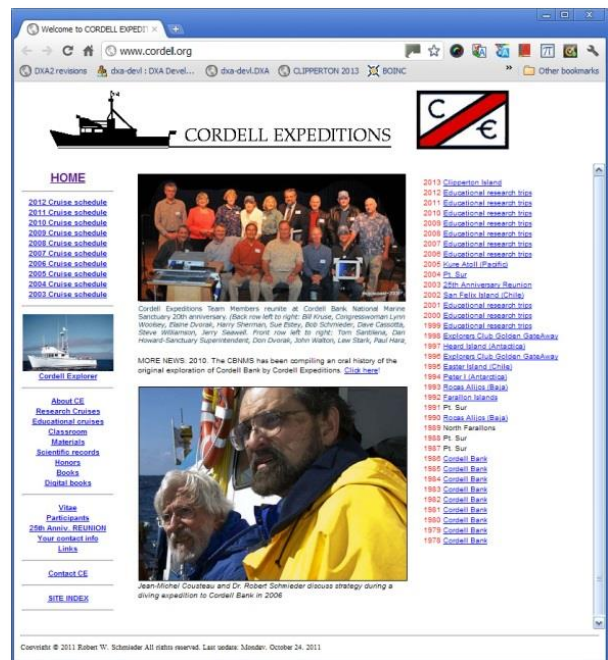 Welcome to CORDELL EXPEDIT
www.cordell.org
DXA2 revisions
dxa-devl : DXA Devel...
dxa-devl.DXA
CLIPPERTON 2013
BOINC
»
Other bookmarks
CORDELL EXPEDITIONS
C
E
HOME
2012 Cruise schedule
2011 Cruise schedule
2010 Cruise schedule
2009 Cruise schedule
2008 Cruise schedule
2007 Cruise schedule
2006 Cruise schedule
2005 Cruise schedule
2004 Cruise schedule
2003 Cruise schedule
Cordell Explorer
About CE
Research Cruises
Educational cruises
Classroom
Materials
Scientific records
Honors
Books
Digital books
Vitae
Participants
25th Anniv. REUNION
Your contact info
Links
Contact CE
SITE INDEX
Cordell Expeditions Team Members reunite at Cordell Bank National Marine
Sanctuary 20th anniversary. (Back row left to right: Bill Kruse, Congresswoman Lynn
Woolsey, Elaine Dvorak, Harry Sherman, Sue Estey, Bob Schmieder, Dave Cassotta,
Steve Williamson, Jerry Seawell. Front row left to right: Tom Santilena, Dan
Howard-Sanctuary Superintendent, Don Dvorak, John Walton, Lew Stark, Paul Hara,
MORE NEWS: 2010. The CBNMS has been compiling an oral history of the
original exploration of Cordell Bank by Cordell Expeditions. Click here!
Jean-Michel Cousteau and Dr. Robert Schmieder discuss strategy during a
diving expedition to Cordell Bank in 2006
2013 Clipperton Island
2012 Educational research trips
2011 Educational research trips
2010 Educational research trips
2009 Educational research trips
2008 Educational research trips
2007 Educational research trips
2006 Educational research trips
2005 Kure Atoll (Pacific)
2004 Pt. Sur
2003 25th Anniversary Reunion
2002 San Felix Island (Chile)
2001 Educational research trips
2000 Educational research trips
1999 Educational research trips
1998 Explorers Club Golden GateAway
1997 Heard Island (Antactica)
1996 Explorers Club Golden GateAway
1995 Easter Island (Chile)
1994 Peter I (Antarctica)
1993 Rocas Alijos (Baja)
1992 Farallon Islands
1991 Pt. Sur
1990 Rocas Alijos (Baja)
1989 North Farallons
1988 Pt. Sur
1987 Pt. Sur
1986 Cordell Bank
1985 Cordell Bank
1984 Cordell Bank
1983 Cordell Bank
1982 Cordell Bank
1981 Cordell Bank
1980 Cordell Bank
1979 Cordell Bank
1978 Cordell Bank
Copyright © 2011 Robert W. Schmieder All rights reserved. Last update: Monday, October 24, 2011